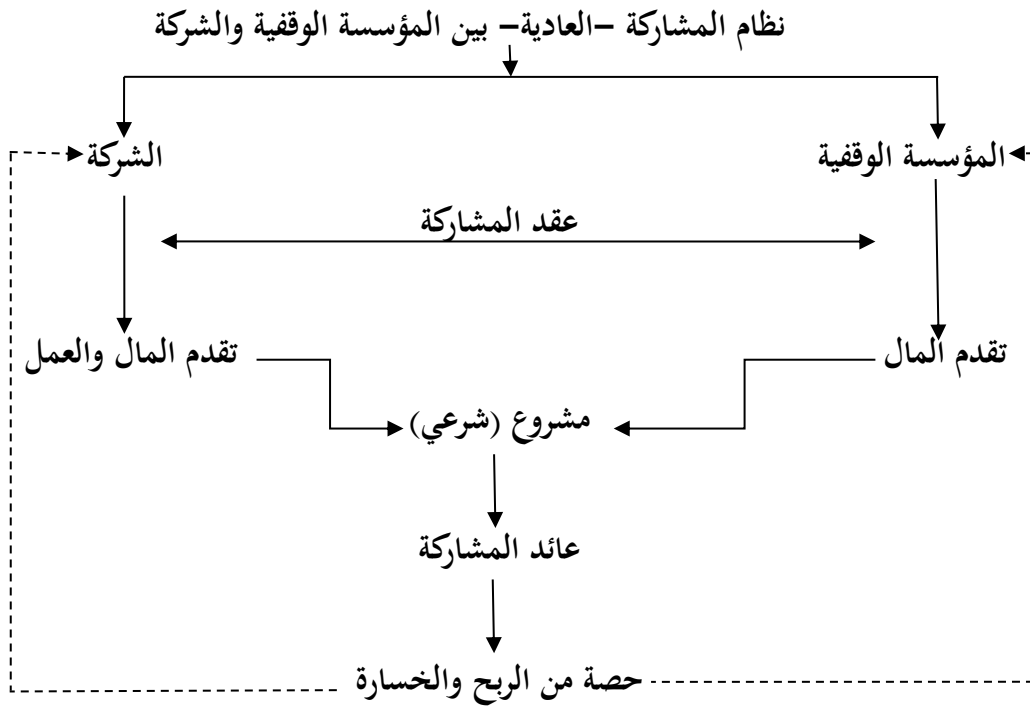 نظام المشاركة –العادية– بين المؤسسة الوقفية والشركة
المؤسسة الوقفية
الشركة
عقد المشاركة
تقدم المال
تقدم المال والعمل
مشروع (شرعي)
عائد المشاركة
حصة من الربح والخسارة